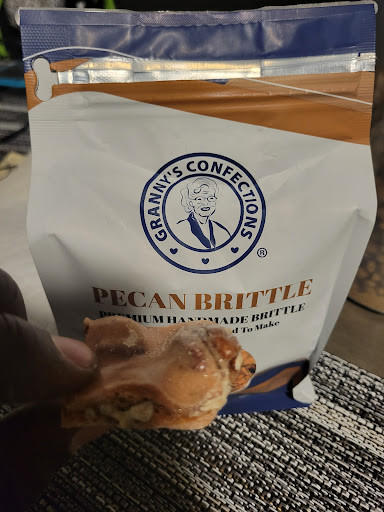 GRANNY'S CONFECTIONS
®
PECAN BRITTLE
PREMIUM HANDMADE BRITTLE
d To Make